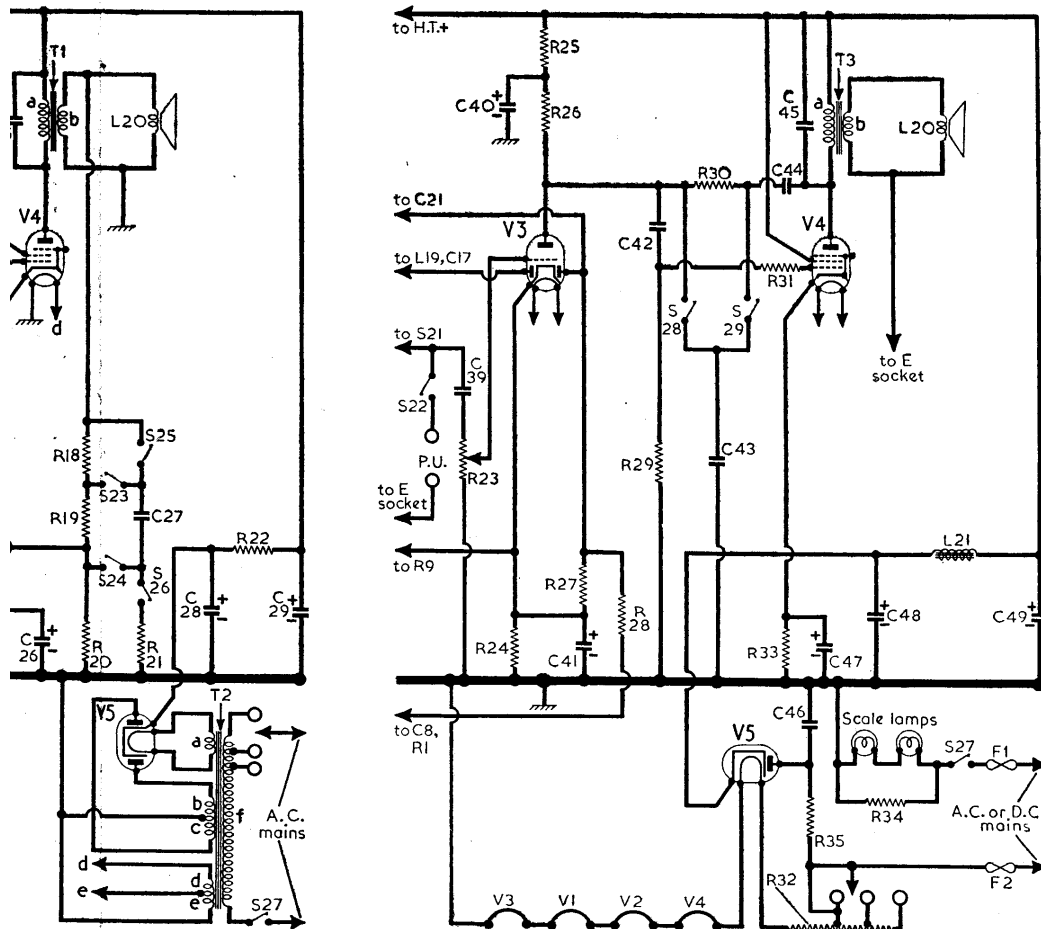 T1
a
b
L20
V4
d
R18
S25
S23
R19
C27
R22
S24
S
26
C
28
C
29
C
26
R
20
R
21
V5
T2
a
b
c
f
A.C.
mains
d
e
d
e
S27
to H.T.+
R25
C40
R26
T3
C
45
a
b
L20
R30
C44
to C21
V3
C42
V4
to L19,C17
R31
S
28
S
29
to E
socket
to S21
C
39
S22
P.U.
R23
R29
C43
to E
socket
L21
to R9
R27
R
28
C48
C49
R24
C41
R33
C47
to C8,
R1
C46
Scale lamps
V5
S27
F1
R34
A.C. or D.C
mains
R35
F2
R32
V3
V1
V2
V4